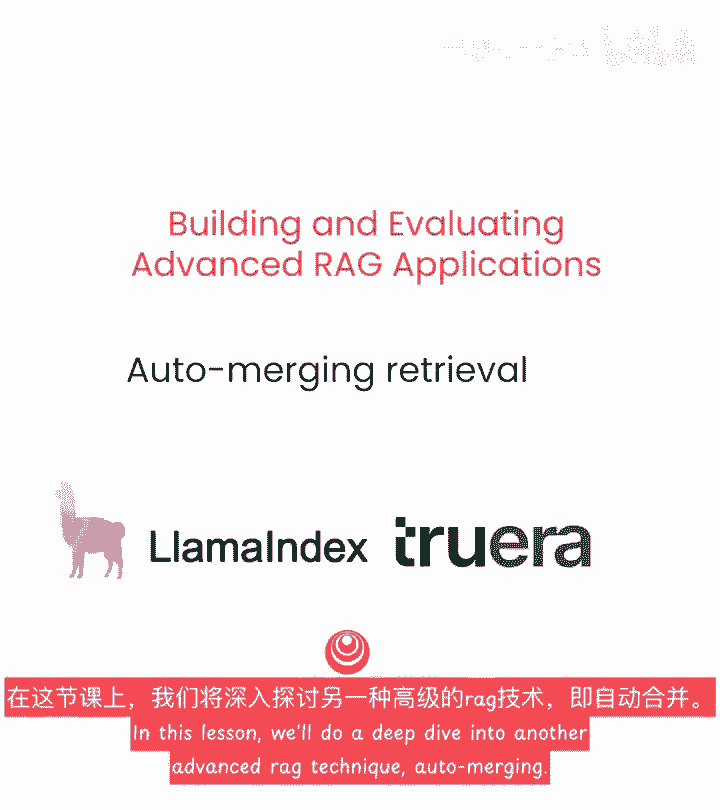 Building and Evaluating
Advanced RAG Applications
Auto-merging retrieval
LlamaIndex truera
在这节课上，我们将深入探讨另一种高级的rag技术，即自动合并。
In this lesson, we'll do a deep dive into another
advanced rag technique, auto-merging.